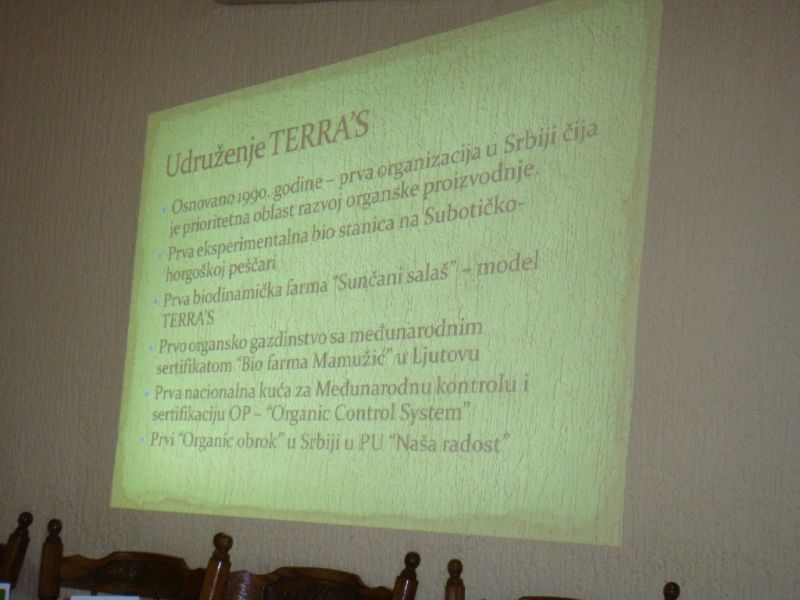 Udruženje TERRA'S
Osnovano 1990. godine – prva organizacija u Srbiji čija
je prioritetna oblast razvoj organske proizvodnje.
Prva eksperimentalna bio stanica na Subotičko-
horgoškoj peščari
Prva biodinamička farma "Sunčani salaš" – model
TERRA'S
Prvo organsko gazdinstvo sa međunarodnim
sertifikatom "Bio farma Mamužić" u Ljutovu
Prva nacionalna kuća za Međunarodnu kontrolu i
sertifikaciju OP – "Organic Control System"
Prvi "Organic obrok" u Srbiji u PU "Naša radost"